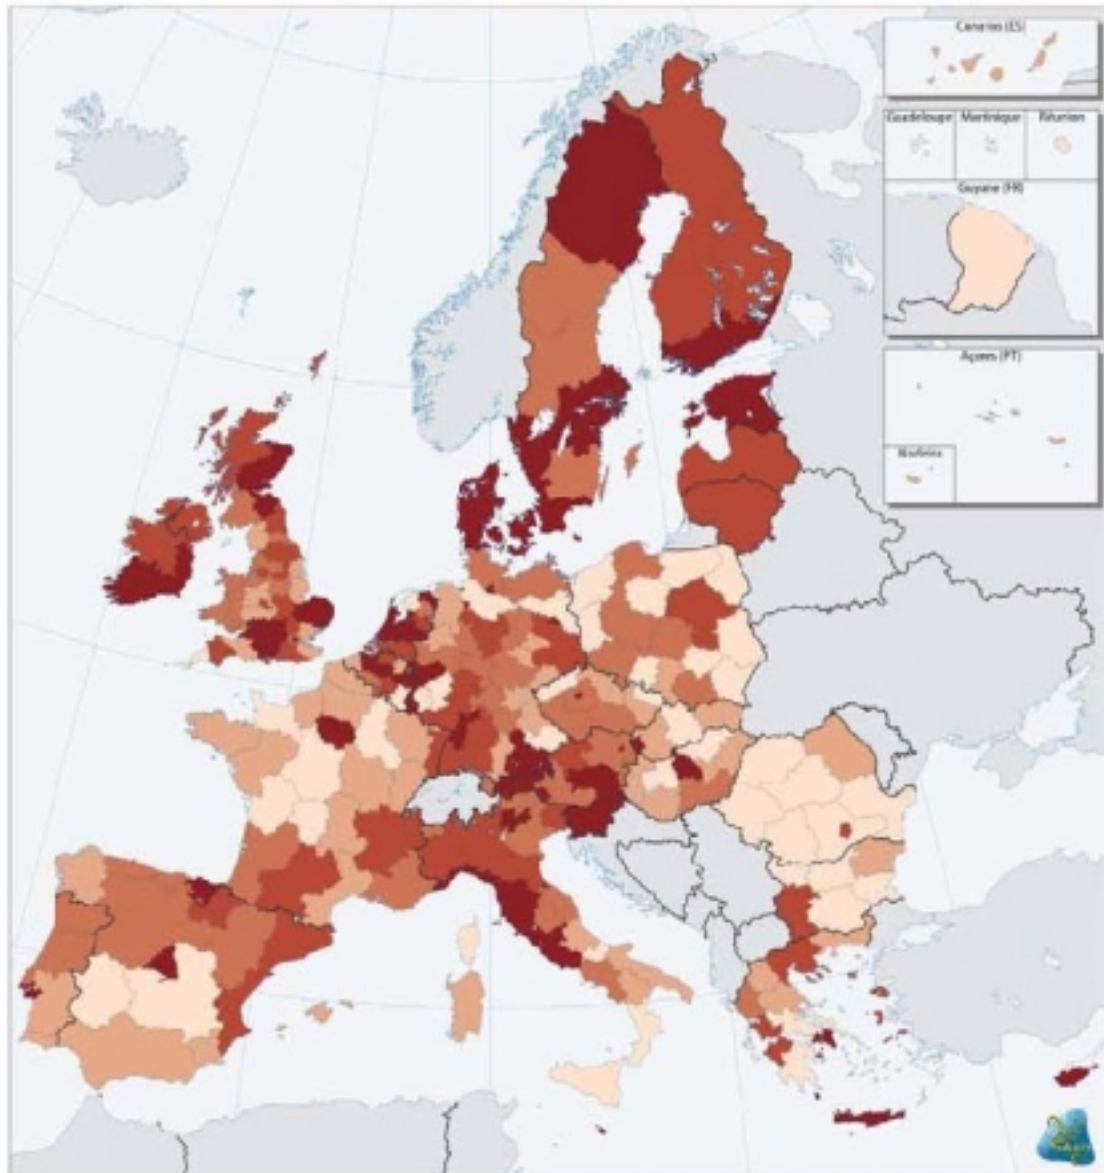 Canarias (ES)
Guadeloupe
Martinique
Réunion
Guyane (FR)
Açores (PT)
Madeira